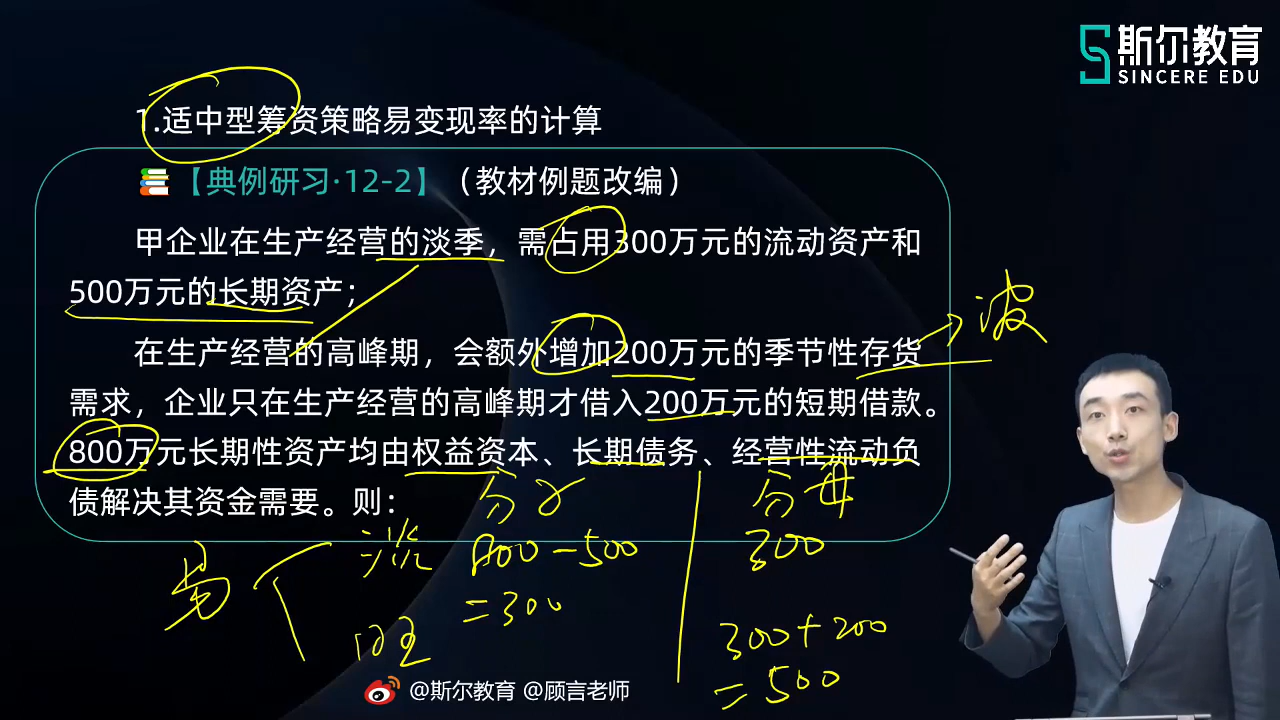 斯尔教育
SINCERE EDU
1.适中型筹资策略易变现率的计算
【典例研习·12-2】（教材例题改编）
甲企业在生产经营的淡季，需占用300万元的流动资产和
500万元的长期资产；
在生产经营的高峰期，会额外增加200万元的季节性存货
需求，企业只在生产经营的高峰期才借入200万元的短期借款。
800万元长期性资产均由权益资本、长期债务、经营性流动负
债解决其资金需要。则：
波
分子
分母
易
淡
800-500
=300
300
旺
300+200
=500
@斯尔教育 @顾言老师